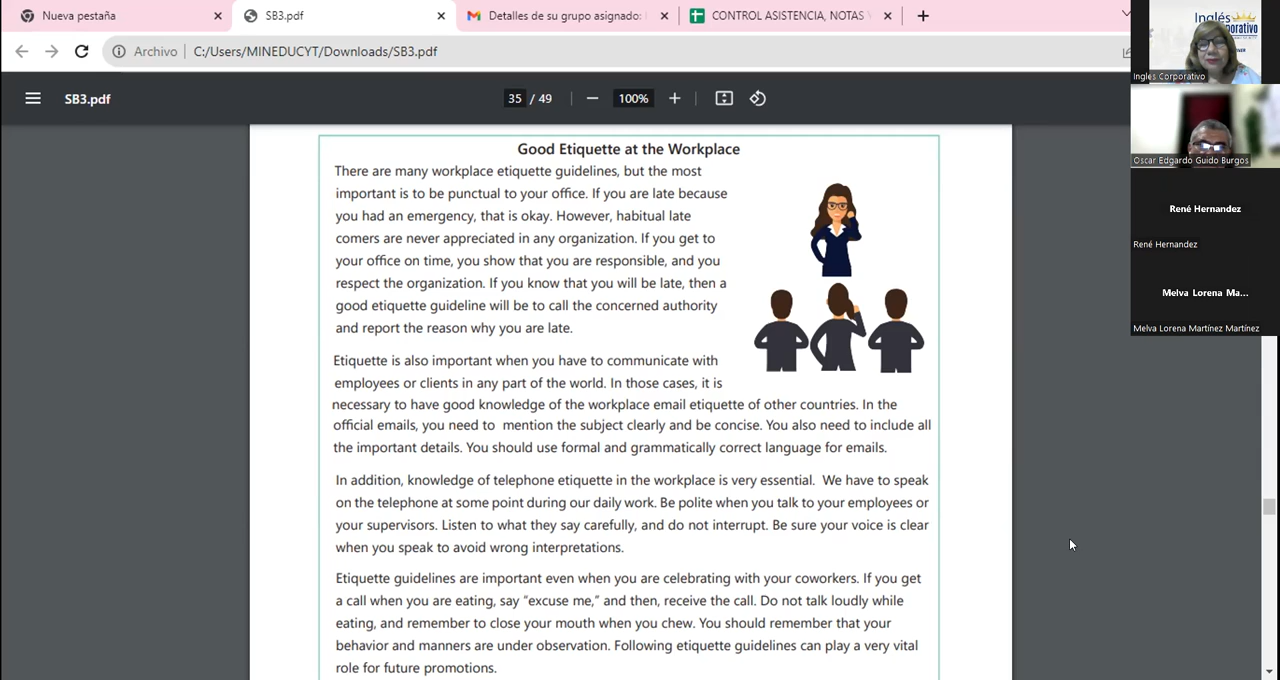 Nueva pestaña
SB3.pdf
Detalles de su grupo asignado:
CONTROL ASISTENCIA, NOTAS
Archivo
C:/Users/MINEDUCYT/Downloads/SB3.pdf
SB3.pdf
35 / 49
100%
Good Etiquette at the Workplace
There are many workplace etiquette guidelines, but the most
important is to be punctual to your office. If you are late because
you had an emergency, that is okay. However, habitual late
comers are never appreciated in any organization. If you get to
your office on time, you show that you are responsible, and you
respect the organization. If you know that you will be late, then a
good etiquette guideline will be to call the concerned authority
and report the reason why you are late.
Etiquette is also important when you have to communicate with
employees or clients in any part of the world. In those cases, it is
necessary to have good knowledge of the workplace email etiquette of other countries. In the
official emails, you need to mention the subject clearly and be concise. You also need to include all
the important details. You should use formal and grammatically correct language for emails.
In addition, knowledge of telephone etiquette in the workplace is very essential. We have to speak
on the telephone at some point during our daily work. Be polite when you talk to your employees or
your supervisors. Listen to what they say carefully, and do not interrupt. Be sure your voice is clear
when you speak to avoid wrong interpretations.
Etiquette guidelines are important even when you are celebrating with your coworkers. If you get
a call when you are eating, say “excuse me,” and then, receive the call. Do not talk loudly while
eating, and remember to close your mouth when you chew. You should remember that your
behavior and manners are under observation. Following etiquette guidelines can play a very vital
role for future promotions.
Inglés
Ingles Corporativo
Oscar Edgardo Guido Burgos
René Hernandez
René Hernandez
Melva Lorena Ma...
Melva Lorena Martínez Martínez